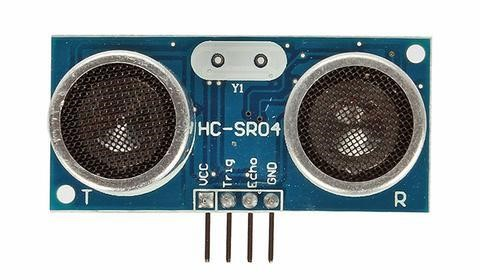 Y1
HC-SR04
T
VCC
Trig
Echo
GND
R